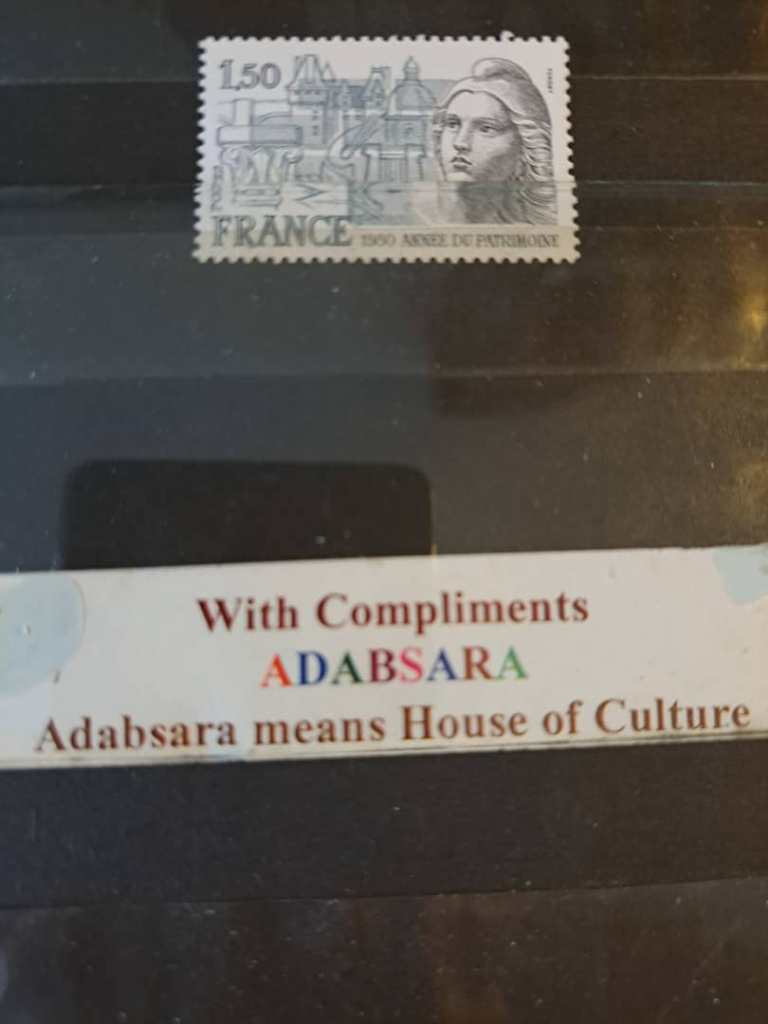 1,50
FRANCE 1980 ANNEE DU PATRIMOINE
With Compliments
ADABSARA
Adabsara means House of Culture